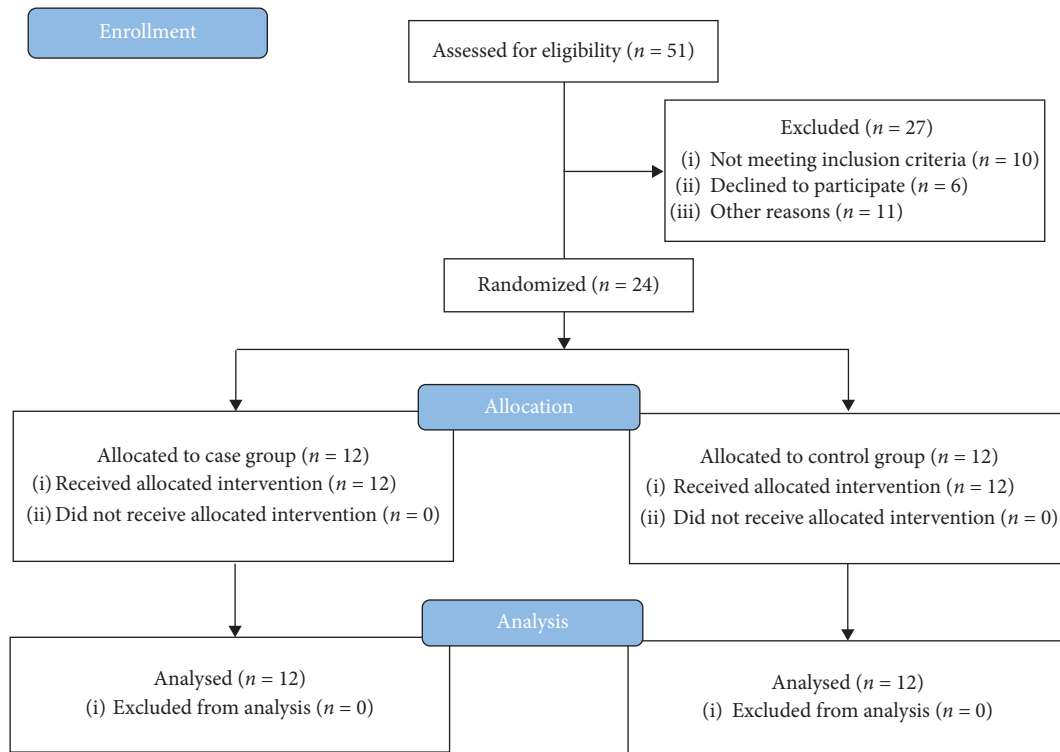 Enrollment
Assessed for eligibility (n = 51)
Excluded (n = 27)
(i) Not meeting inclusion criteria (n = 10)
(ii) Declined to participate (n = 6)
(iii) Other reasons (n = 11)
Randomized (n = 24)
Allocation
Allocated to case group (n = 12)
(i) Received allocated intervention (n = 12)
(ii) Did not receive allocated intervention (n = 0)
Allocated to control group (n = 12)
(i) Received allocated intervention (n = 12)
(ii) Did not receive allocated intervention (n = 0)
Analysis
Analysed (n = 12)
(i) Excluded from analysis (n = 0)
Analysed (n = 12)
(i) Excluded from analysis (n = 0)